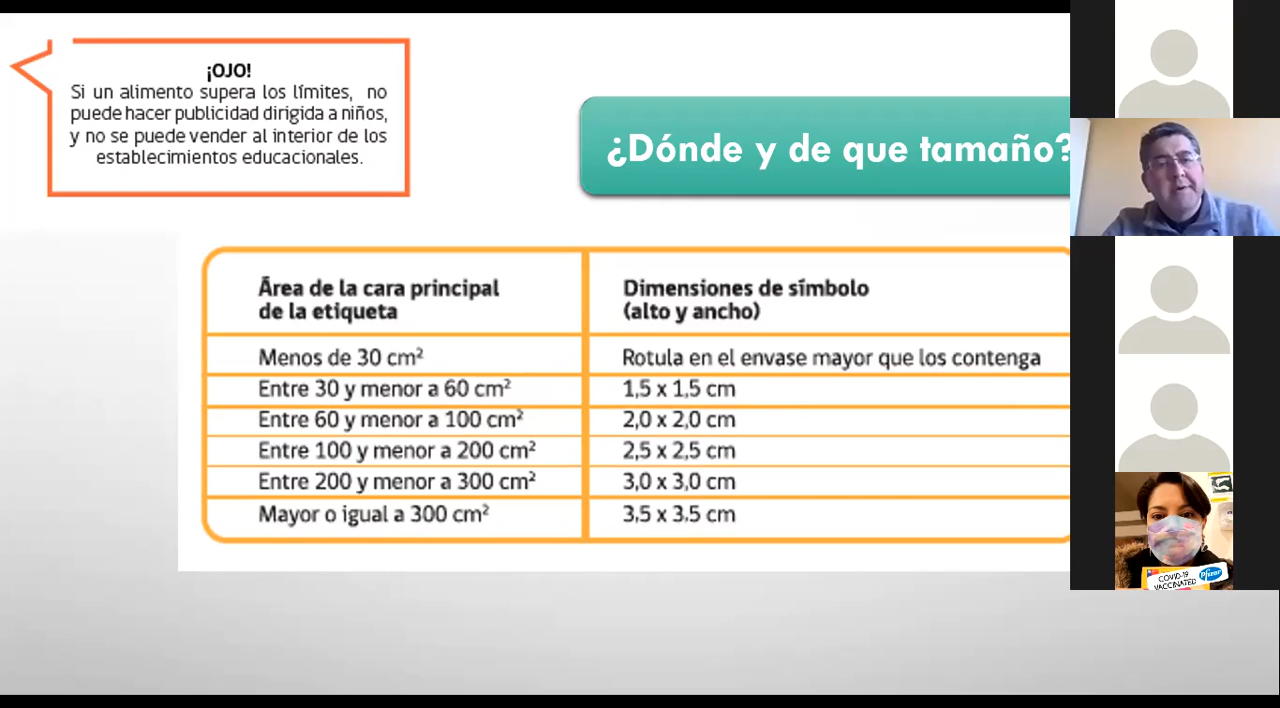 ¡OJO!
Si un alimento supera los límites, no
puede hacer publicidad dirigida a niños,
y no se puede vender al interior de los
establecimientos educacionales.
¿Dónde y de que tamaño?
Área de la cara principal
de la etiqueta
Dimensiones de símbolo
(alto y ancho)
Menos de 30 cm² Rotula en el envase mayor que los contenga
Entre 30 y menor a 60 cm² 1,5 x 1,5 cm
Entre 60 y menor a 100 cm² 2,0 x 2,0 cm
Entre 100 y menor a 200 cm² 2,5 x 2,5 cm
Entre 200 y menor a 300 cm² 3,0 x 3,0 cm
Mayor o igual a 300 cm² 3,5 x 3,5 cm
COVID-19
VACCINATED
Pfizer